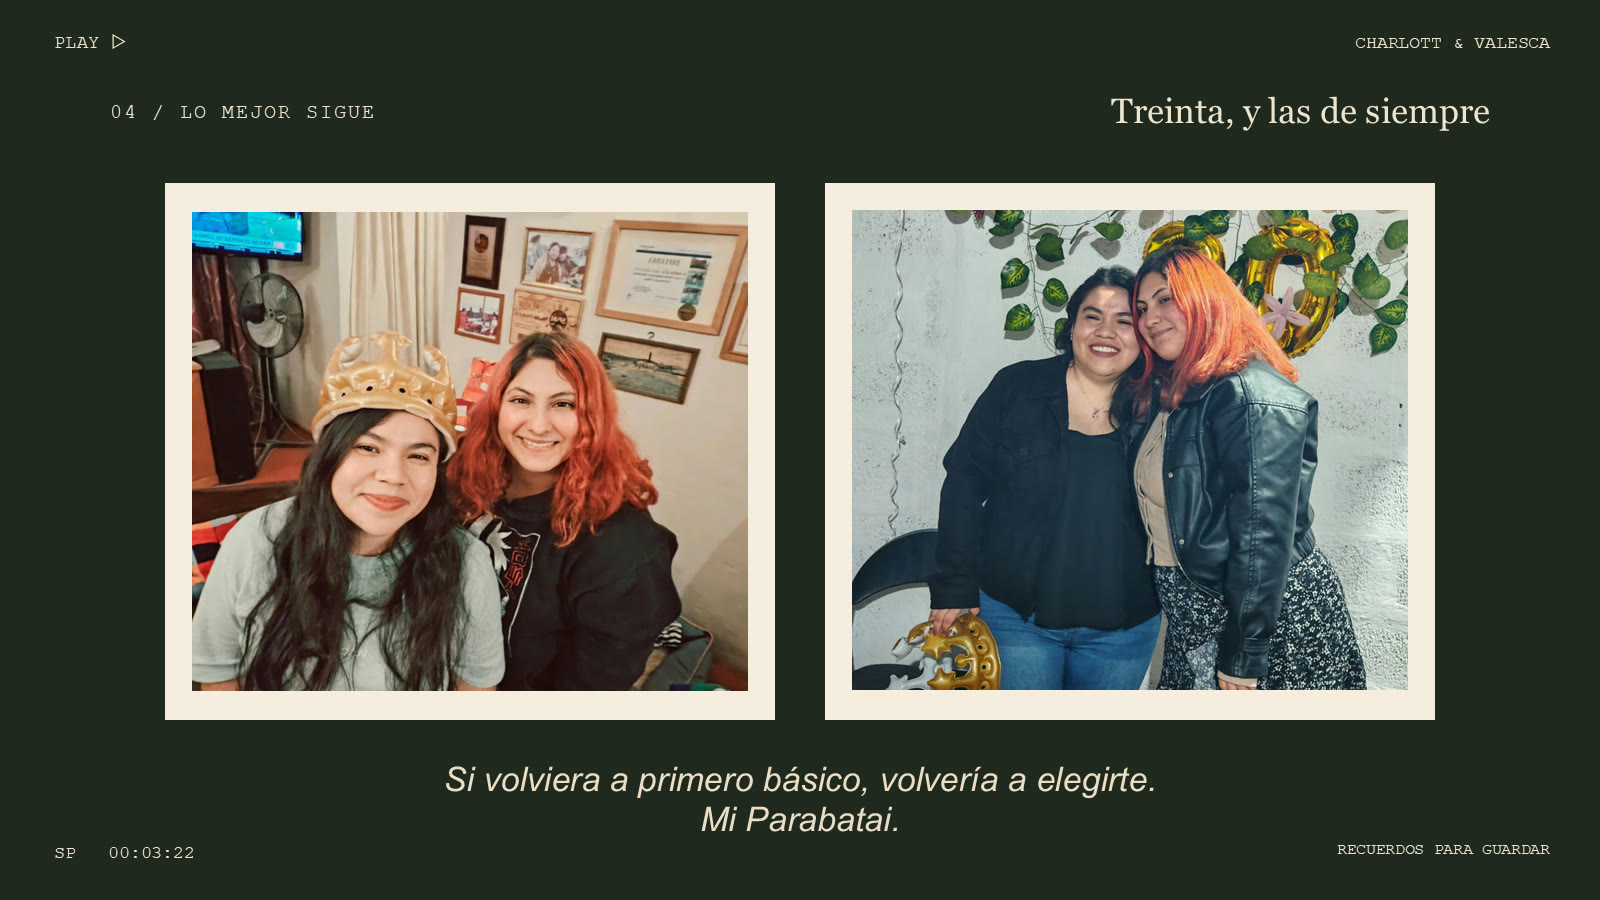 PLAY ▷
CHARLOTT & VALESCA
04 / LO MEJOR SIGUE
Treinta, y las de siempre
DIPLOMA
Si volviera a primero básico, volvería a elegirte.
Mi Parabatai.
SP 00:03:22
RECUERDOS PARA GUARDAR